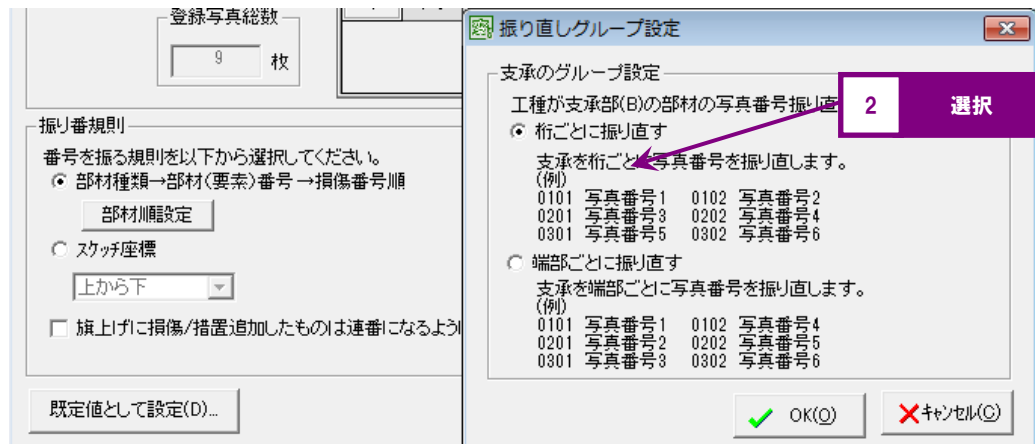 登録写真総数
9 枚
振り番規則
番号を振る規則を以下から選択してください。
部材種類→部材(要素)番号→損傷番号順
部材順設定
スケッチ座標
上から下
旗上げに損傷/措置追加したものは連番になるよう
既定値として設定(D)...
振り直しグループ設定
支承のグループ設定
工種が支承部(B)の部材の写真番号振り直
2 選択
桁ごとに振り直す
支承を桁ごとに写真番号を振り直します。
(例)
0101 写真番号1 0102 写真番号2
0201 写真番号3 0202 写真番号4
0301 写真番号5 0302 写真番号6
端部ごとに振り直す
支承を端部ごとに写真番号を振り直します。
(例)
0101 写真番号1 0102 写真番号4
0201 写真番号2 0202 写真番号5
0301 写真番号3 0302 写真番号6
OK(O)
キャンセル(C)